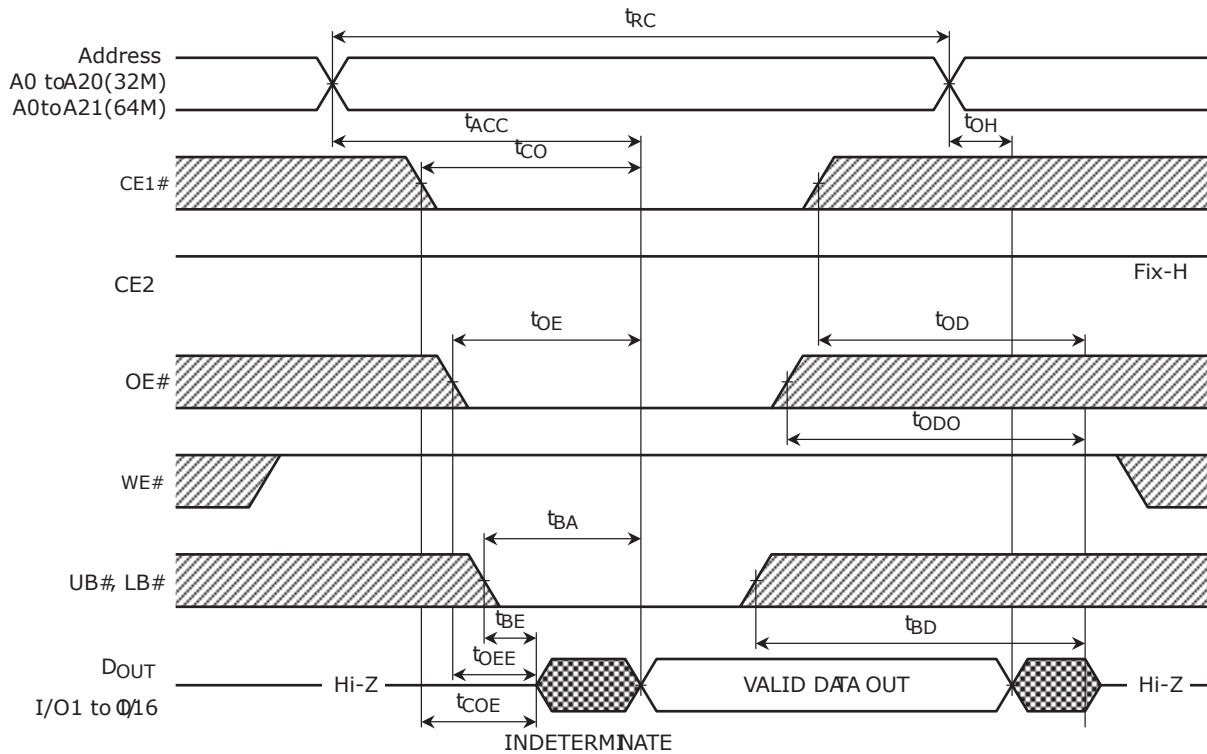 tRC
Address
A0 toA20(32M)
A0toA21(64M)
tACC
tOH
tCO
CE1#
Fix-H
CE2
tOE
tOD
OE#
tODO
WE#
tBA
UB#, LB#
tBE
tBD
tOEE
DOUT
Hi-Z
VALID DATA OUT
Hi-Z
I/O1 to I/O16
tCOE
INDETERMINATE